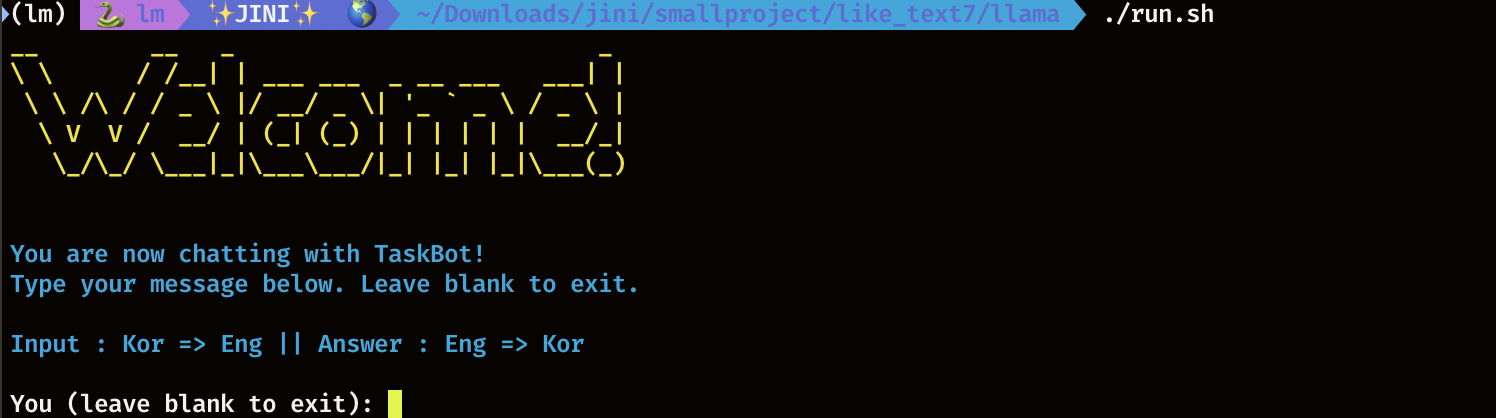 (lm) 🐍 lm ✨JINI✨ 🌎 ~/Downloads/jini/smallproject/like_text7/llama ./run.sh
Welcome!
You are now chatting with TaskBot!
Type your message below. Leave blank to exit.
Input : Kor => Eng || Answer : Eng => Kor
You (leave blank to exit):